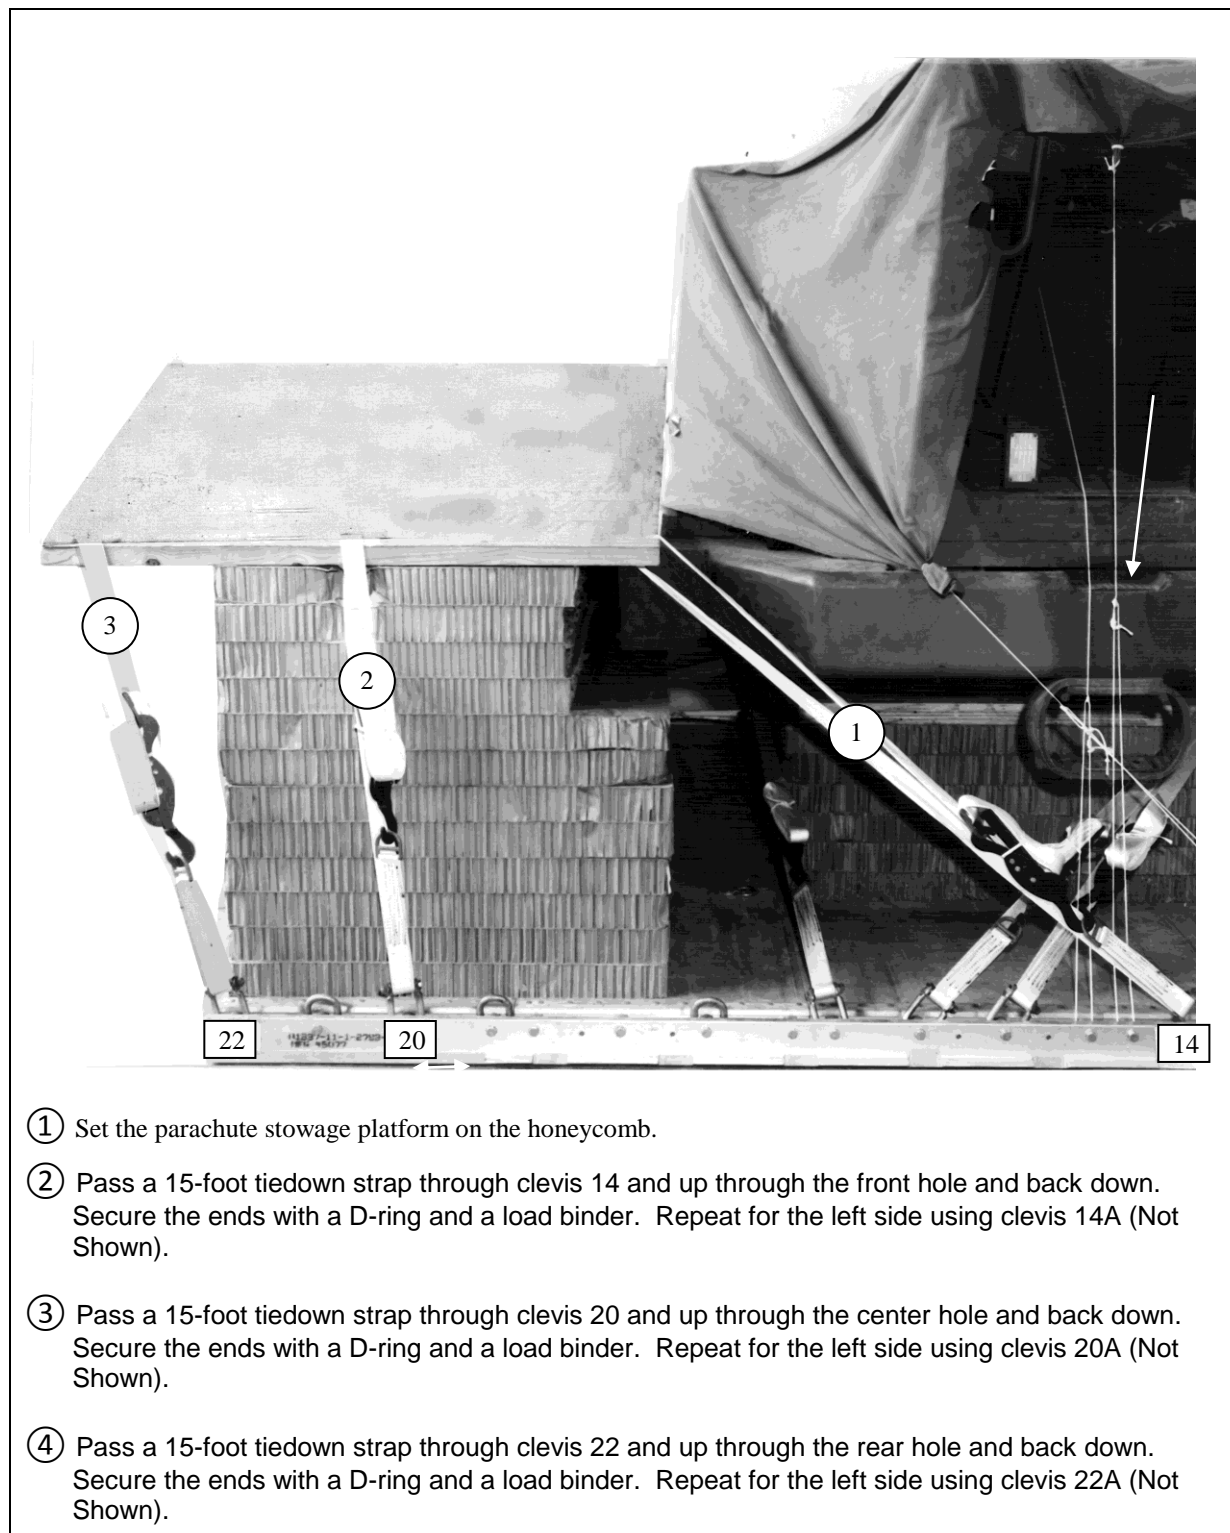 3
2
1
22
20
14
① Set the parachute stowage platform on the honeycomb.
② Pass a 15-foot tiedown strap through clevis 14 and up through the front hole and back down.
Secure the ends with a D-ring and a load binder. Repeat for the left side using clevis 14A (Not
Shown).
③ Pass a 15-foot tiedown strap through clevis 20 and up through the center hole and back down.
Secure the ends with a D-ring and a load binder. Repeat for the left side using clevis 20A (Not
Shown).
④ Pass a 15-foot tiedown strap through clevis 22 and up through the rear hole and back down.
Secure the ends with a D-ring and a load binder. Repeat for the left side using clevis 22A (Not
Shown).